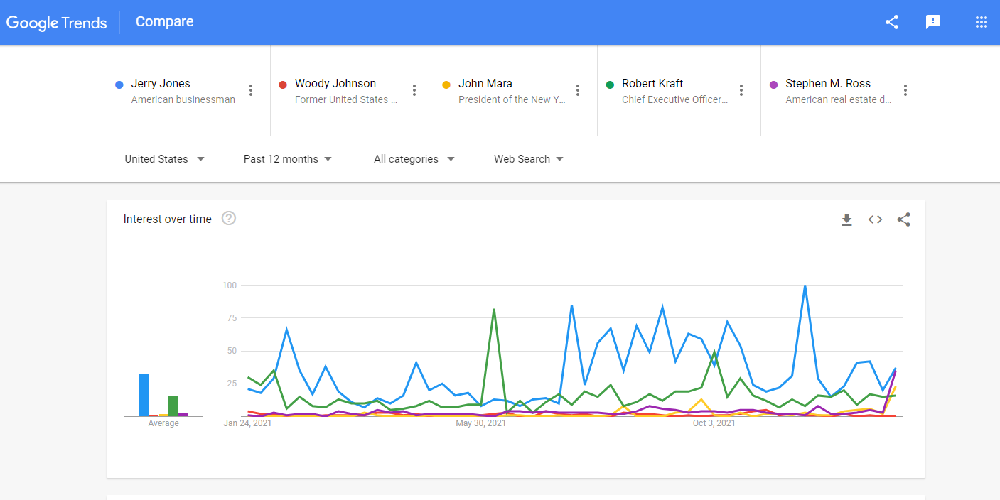 Google Trends Compare
Jerry Jones
American businessman
Woody Johnson
Former United States ...
John Mara
President of the New Y...
Robert Kraft
Chief Executive Officer...
Stephen M. Ross
American real estate d...
United States Past 12 months All categories Web Search
Interest over time ?
100
75
50
25
Average
Jan 24, 2021 May 30, 2021 Oct 3, 2021